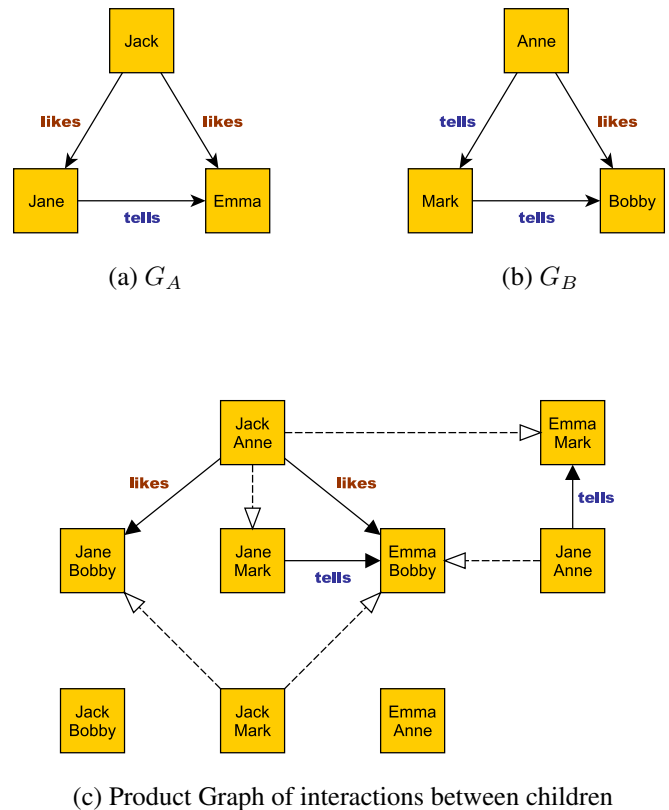 Jack
Anne
likes
likes
tells
likes
Jane
Emma
Mark
Bobby
tells
tells
(a) G_A
(b) G_B
Jack
Anne
Emma
Mark
likes
likes
tells
Jane
Bobby
Jane
Mark
Emma
Bobby
Jane
Anne
tells
Jack
Bobby
Jack
Mark
Emma
Anne
(c) Product Graph of interactions between children